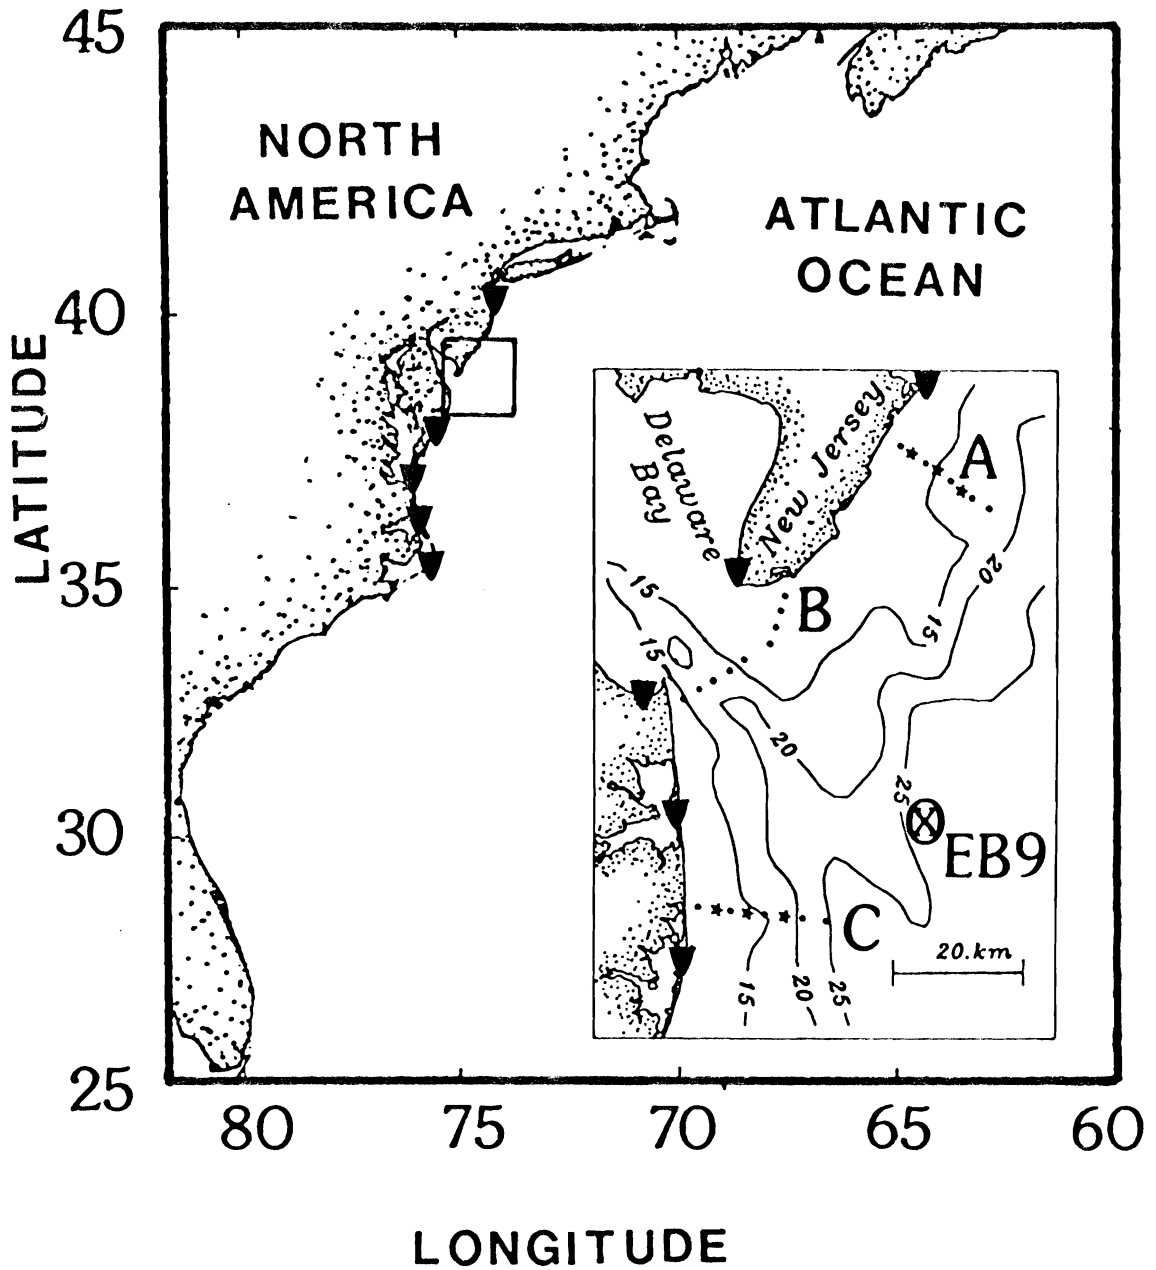 45
NORTH
AMERICA
ATLANTIC
OCEAN
40
LATITUDE
Delaware
Bay
New Jersey
A
20
15
B
15
15
20
35
25
EB9
30
C
20.km
15
20
25
25
80
75
70
65
60
LONGITUDE